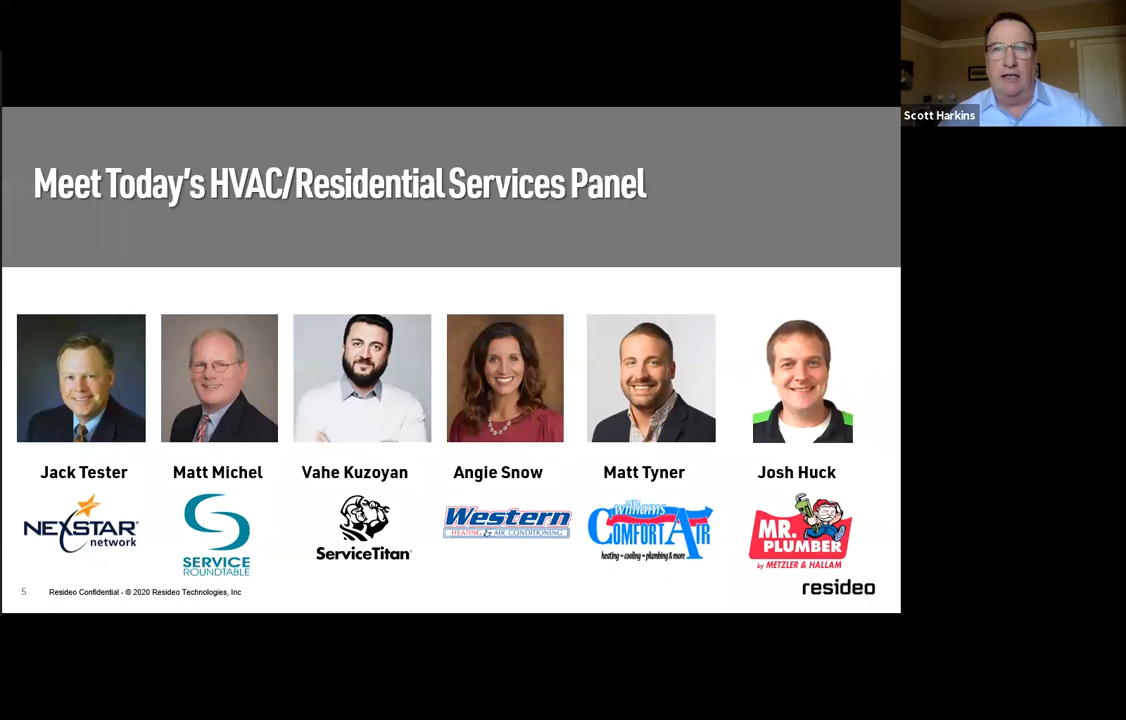 Scott Harkins
Meet Today's HVAC/Residential Services Panel
Jack Tester
Matt Michel
Vahe Kuzoyan
Angie Snow
Matt Tyner
Josh Huck
NEXSTAR®
network
SERVICE
ROUNDTABLE
ServiceTitan
Western
HEATING & AIR CONDITIONING
Williams
COMFORT AIR
heating ~ cooling ~ plumbing & more
MR.
PLUMBER
by METZLER & HALLAM
5
Resideo Confidential - © 2020 Resideo Technologies, Inc
resideo